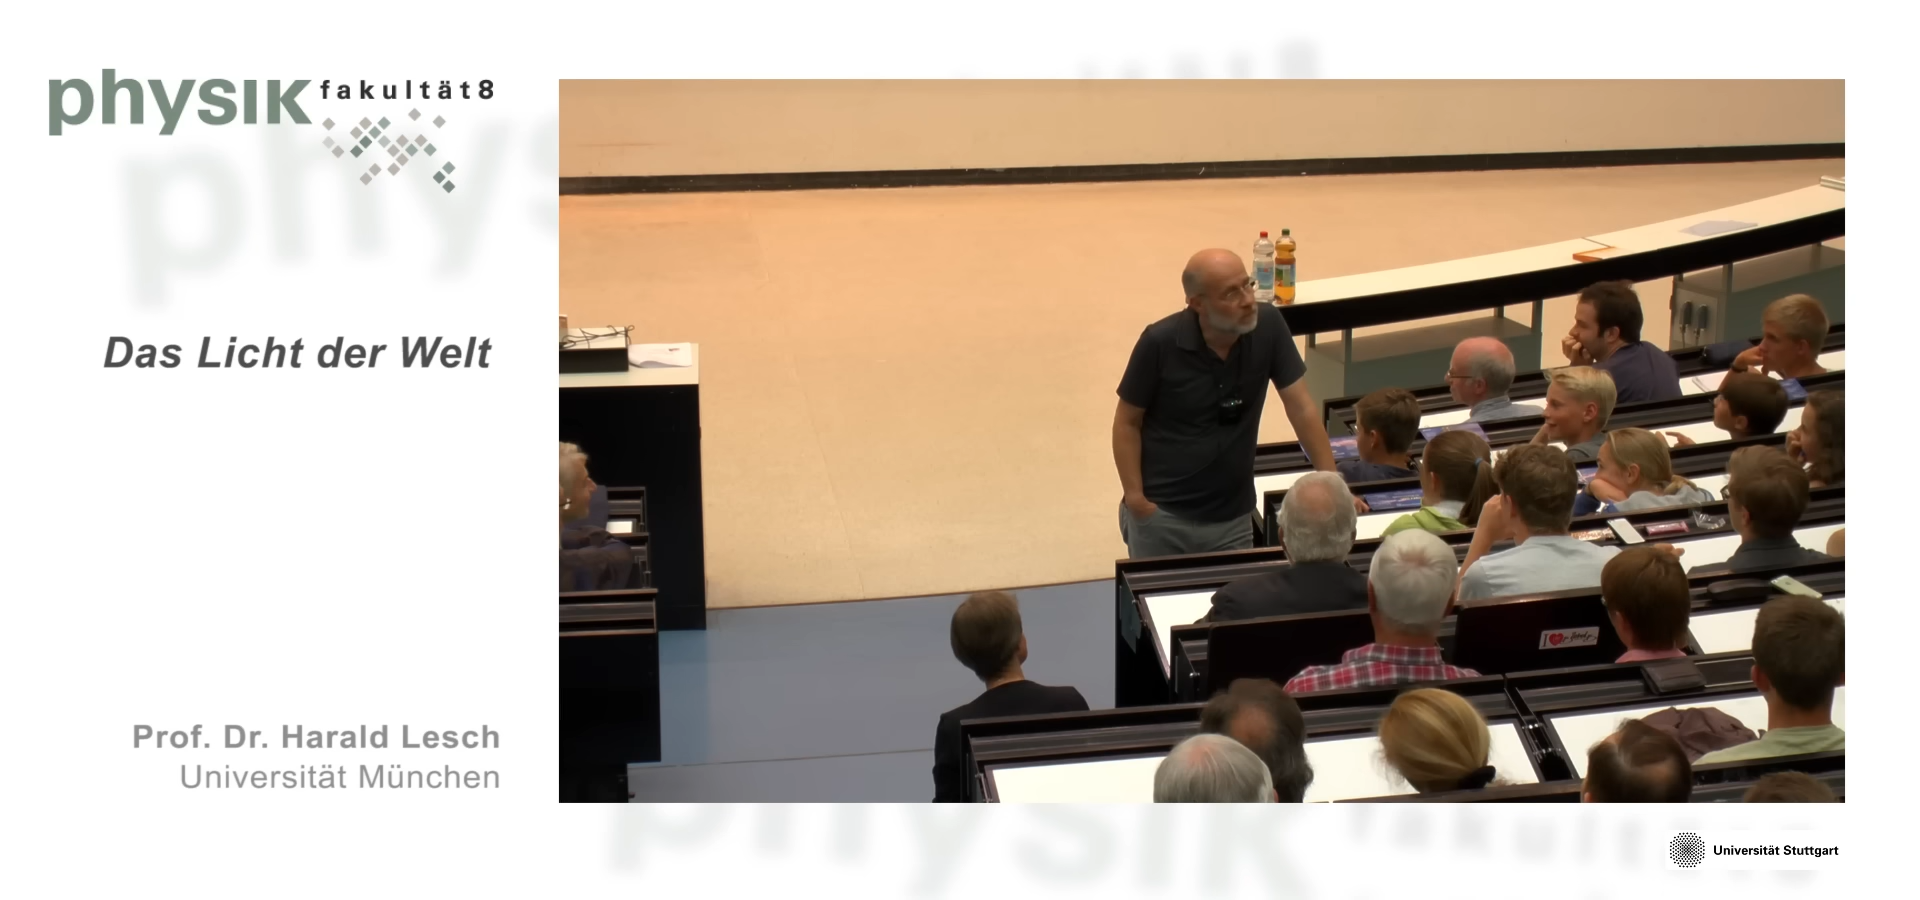 physik fakultät8
Das Licht der Welt
Prof. Dr. Harald Lesch
Universität München
I
Universität Stuttgart